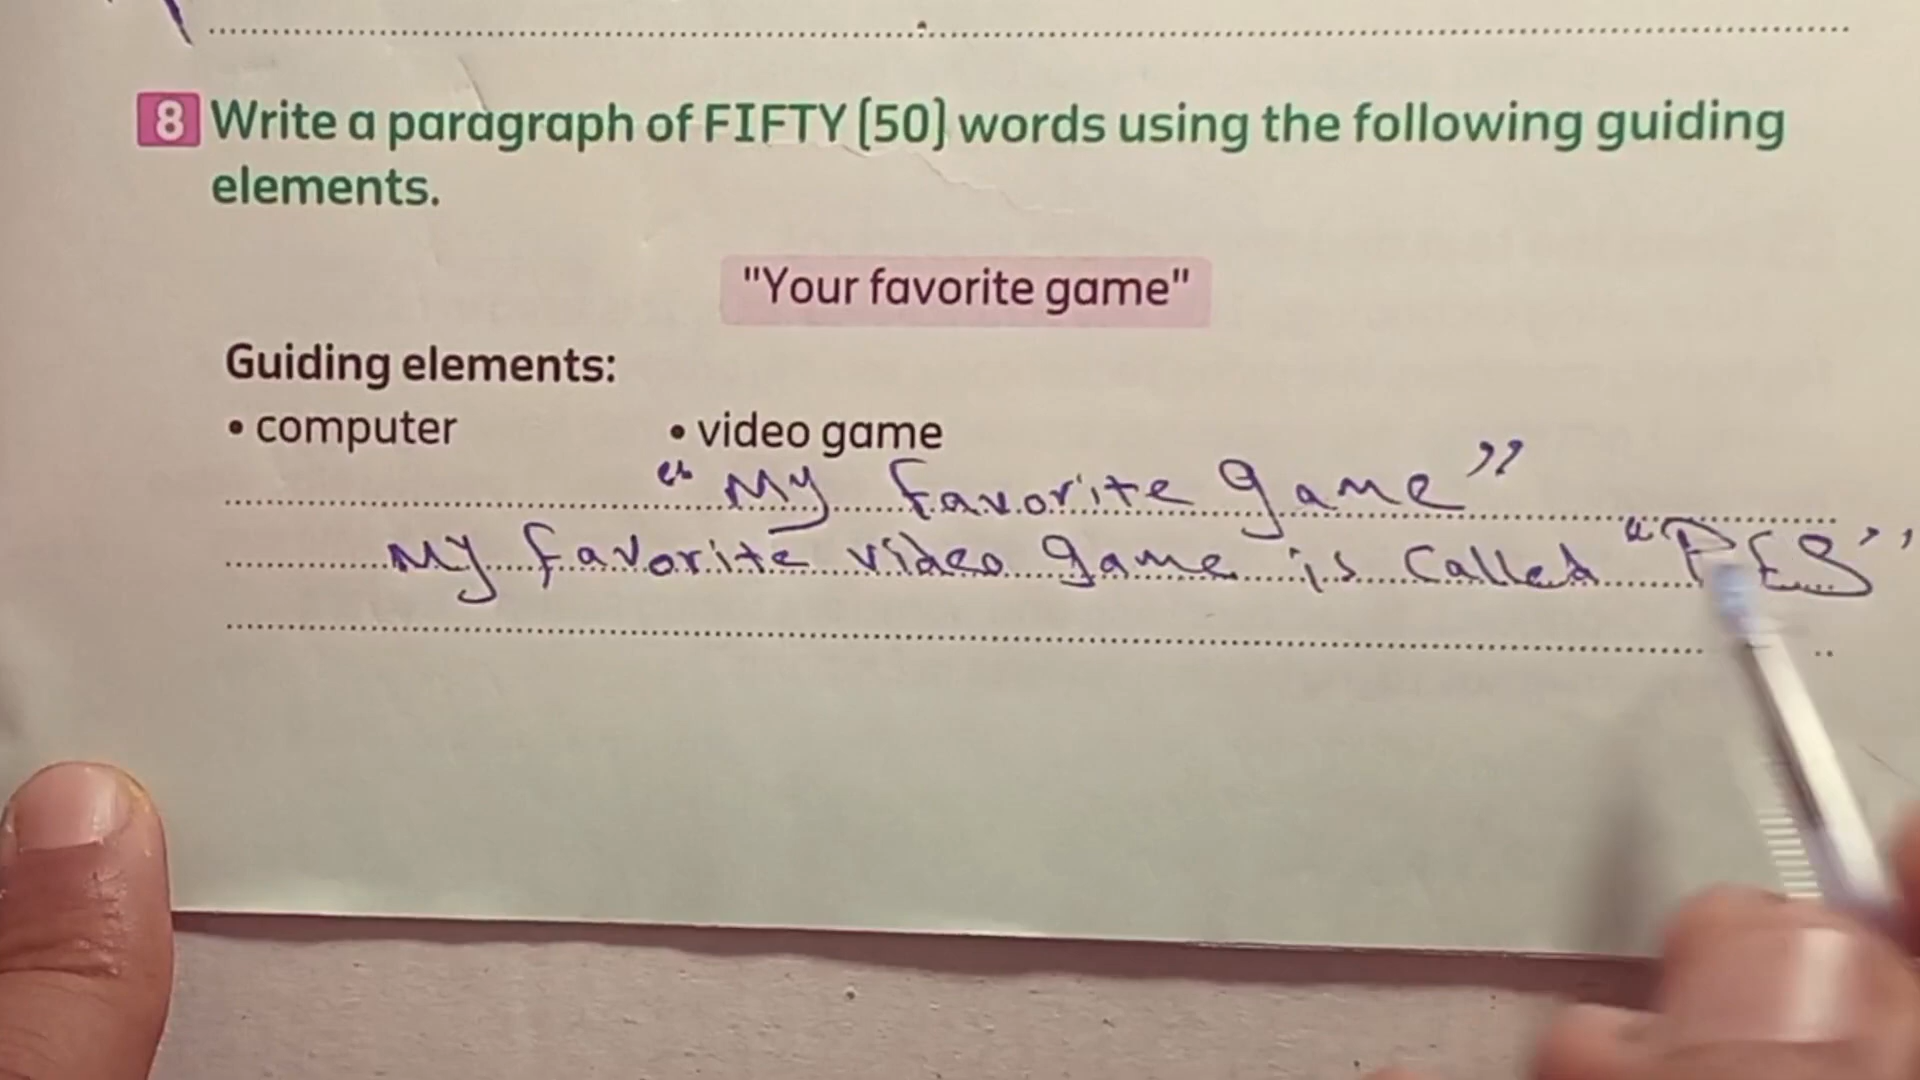 8 Write a paragraph of FIFTY (50) words using the following guiding
elements.
"Your favorite game"
Guiding elements:
• computer • video game
"My favorite game"
My favorite video game is called "PES"